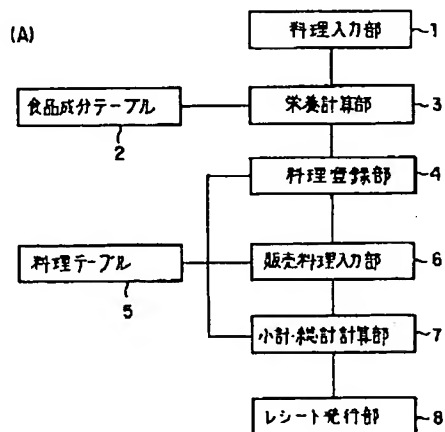 (A)
料理入力部 1
食品成分テーブル 栄養計算部 3
2
料理登録部 4
料理テーブル 販売料理入力部 6
5
小計・総計計算部 7
レシート発行部 8